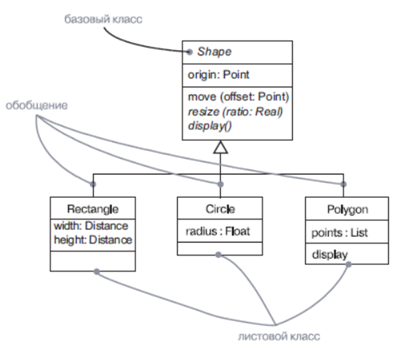 базовый класс
Shape
origin: Point
move (offset: Point)
resize (ratio: Real)
display()
обобщение
Rectangle
width: Distance
height: Distance
Circle
radius : Float
Polygon
points : List
display
листовой класс